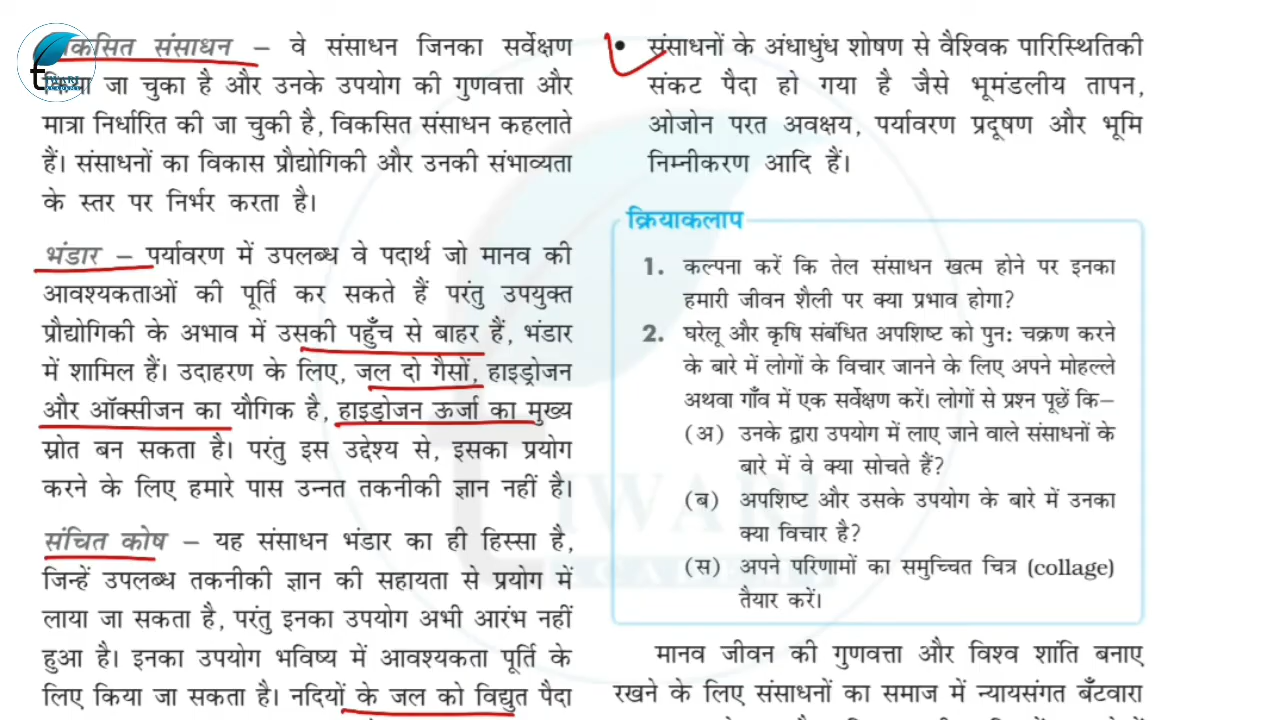 विकसित संसाधन – वे संसाधन जिनका सर्वेक्षण
किया जा चुका है और उनके उपयोग की गुणवत्ता और
मात्रा निर्धारित की जा चुकी है, विकसित संसाधन कहलाते
हैं। संसाधनों का विकास प्रौद्योगिकी और उनकी संभाव्यता
के स्तर पर निर्भर करता है।
भंडार – पर्यावरण में उपलब्ध वे पदार्थ जो मानव की
आवश्यकताओं की पूर्ति कर सकते हैं परंतु उपयुक्त
प्रौद्योगिकी के अभाव में उसकी पहुँच से बाहर हैं, भंडार
में शामिल हैं। उदाहरण के लिए, जल दो गैसों, हाइड्रोजन
और ऑक्सीजन का यौगिक है, हाइड्रोजन ऊर्जा का मुख्य
स्रोत बन सकता है। परंतु इस उद्देश्य से, इसका प्रयोग
करने के लिए हमारे पास उन्नत तकनीकी ज्ञान नहीं है।
संचित कोष – यह संसाधन भंडार का ही हिस्सा है,
जिन्हें उपलब्ध तकनीकी ज्ञान की सहायता से प्रयोग में
लाया जा सकता है, परंतु इनका उपयोग अभी आरंभ नहीं
हुआ है। इनका उपयोग भविष्य में आवश्यकता पूर्ति के
लिए किया जा सकता है। नदियों के जल को विद्युत पैदा
• संसाधनों के अंधाधुंध शोषण से वैश्विक पारिस्थितिकी
संकट पैदा हो गया है जैसे भूमंडलीय तापन,
ओजोन परत अवक्षय, पर्यावरण प्रदूषण और भूमि
निम्नीकरण आदि हैं।
क्रियाकलाप
1. कल्पना करें कि तेल संसाधन खत्म होने पर इनका
हमारी जीवन शैली पर क्या प्रभाव होगा?
2. घरेलू और कृषि संबंधित अपशिष्ट को पुन: चक्रण करने
के बारे में लोगों के विचार जानने के लिए अपने मोहल्ले
अथवा गाँव में एक सर्वेक्षण करें। लोगों से प्रश्न पूछें कि–
(अ) उनके द्वारा उपयोग में लाए जाने वाले संसाधनों के
बारे में वे क्या सोचते हैं?
(ब) अपशिष्ट और उसके उपयोग के बारे में उनका
क्या विचार है?
(स) अपने परिणामों का समुच्चित चित्र (collage)
तैयार करें।
मानव जीवन की गुणवत्ता और विश्व शांति बनाए
रखने के लिए संसाधनों का समाज में न्यायसंगत बँटवारा
TIWARI
ACADEMY